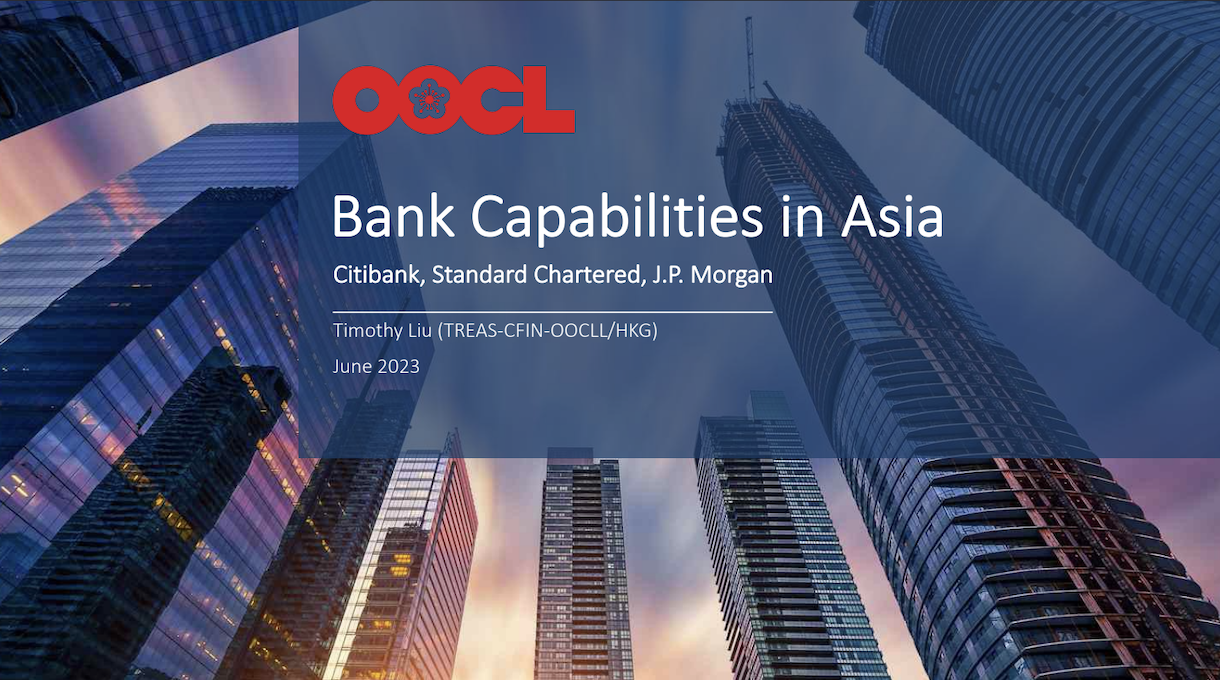 OOCL
Bank Capabilities in Asia
Citibank, Standard Chartered, J.P. Morgan
Timothy Liu (TREAS-CFIN-OOCLL/HKG)
June 2023